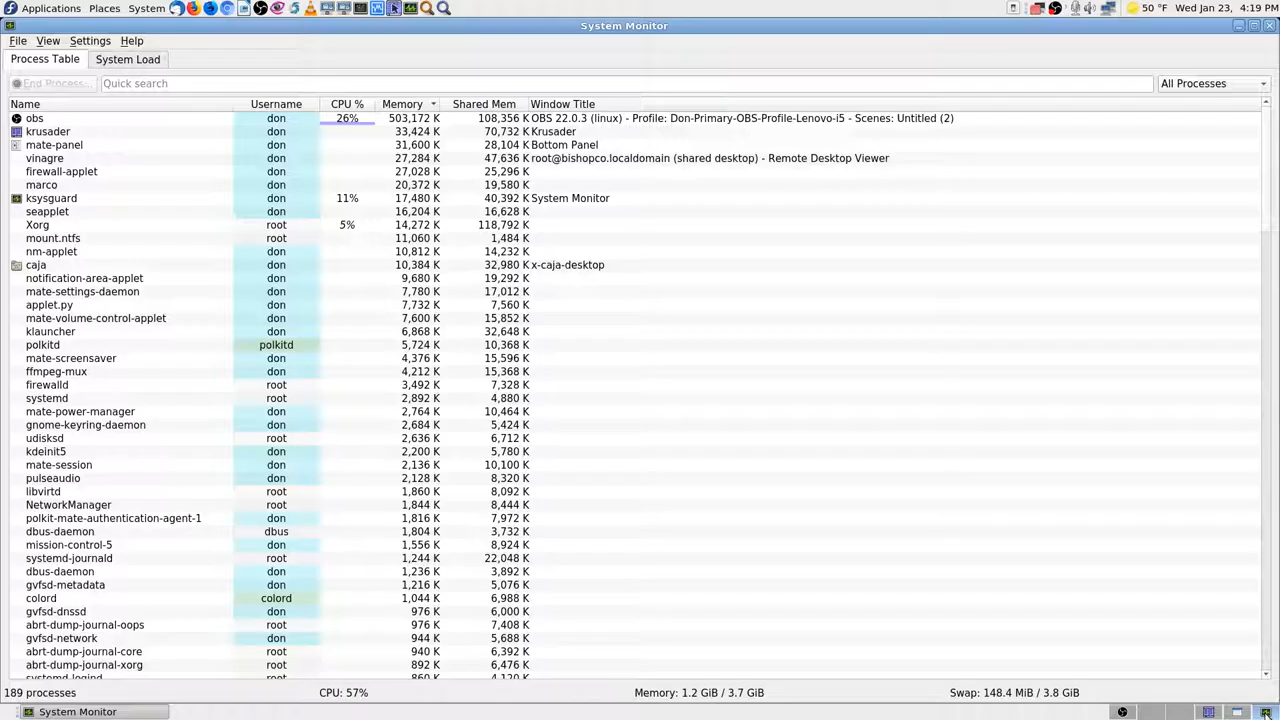 Applications Places System 50 °F Wed Jan 23, 4:19 PM
System Monitor
File View Settings Help
Process Table System Load
End Process... Quick search All Processes
Name Username CPU % Memory Shared Mem Window Title
obs don 26% 503,172 K 108,356 K OBS 22.0.3 (linux) - Profile: Don-Primary-OBS-Profile-Lenovo-i5 - Scenes: Untitled (2)
krusader don 33,424 K 70,732 K Krusader
mate-panel don 31,600 K 28,104 K Bottom Panel
vinagre don 27,284 K 47,636 K root@bishopco.localdomain (shared desktop) - Remote Desktop Viewer
firewall-applet don 27,028 K 25,296 K
marco don 20,372 K 19,580 K
ksysguard don 11% 17,480 K 40,392 K System Monitor
seapplet don 16,204 K 16,628 K
Xorg root 5% 14,272 K 118,792 K
mount.ntfs root 11,060 K 1,484 K
nm-applet don 10,812 K 14,232 K
caja don 10,384 K 32,980 K x-caja-desktop
notification-area-applet don 9,680 K 19,292 K
mate-settings-daemon don 7,780 K 17,012 K
applet.py don 7,732 K 7,560 K
mate-volume-control-applet don 7,600 K 15,852 K
klauncher don 6,868 K 32,648 K
polkitd polkitd 5,724 K 10,368 K
mate-screensaver don 4,376 K 15,596 K
ffmpeg-mux don 4,212 K 15,368 K
firewalld root 3,492 K 7,328 K
systemd root 2,892 K 4,880 K
mate-power-manager don 2,764 K 10,464 K
gnome-keyring-daemon don 2,684 K 5,424 K
udisksd root 2,636 K 6,712 K
kdeinit5 don 2,200 K 5,780 K
mate-session don 2,136 K 10,100 K
pulseaudio don 2,128 K 8,320 K
libvirtd root 1,860 K 8,092 K
NetworkManager root 1,844 K 8,444 K
polkit-mate-authentication-agent-1 don 1,816 K 7,972 K
dbus-daemon dbus 1,804 K 3,732 K
mission-control-5 don 1,556 K 8,924 K
systemd-journald root 1,244 K 22,048 K
dbus-daemon don 1,236 K 3,892 K
gvfsd-metadata don 1,216 K 5,076 K
colord colord 1,044 K 6,988 K
gvfsd-dnssd don 976 K 6,000 K
abrt-dump-journal-oops root 976 K 7,408 K
gvfsd-network don 944 K 5,688 K
abrt-dump-journal-core root 940 K 6,392 K
abrt-dump-journal-xorg root 892 K 6,476 K
systemd-logind root 860 K 4,120 K
189 processes CPU: 57% Memory: 1.2 GiB / 3.7 GiB Swap: 148.4 MiB / 3.8 GiB
System Monitor